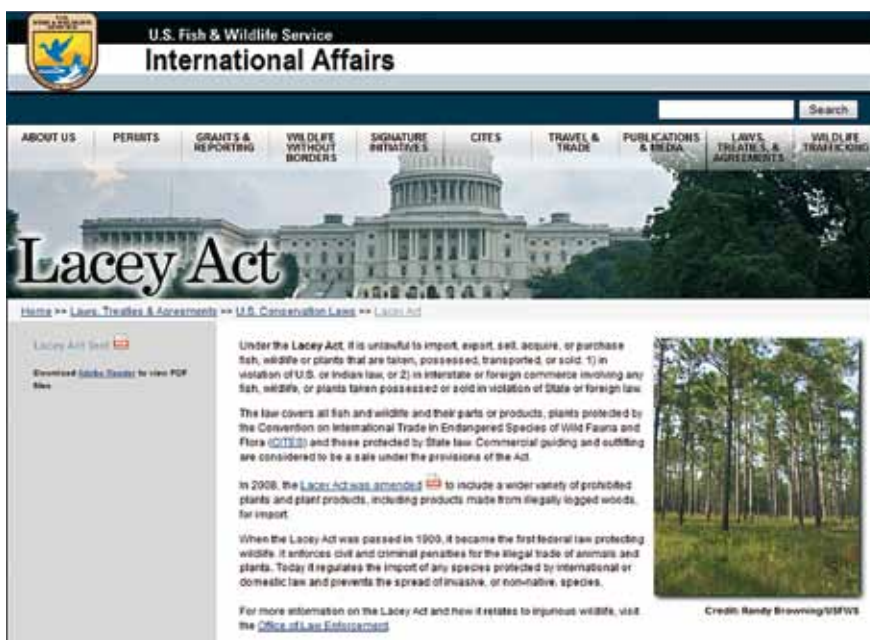 U.S. Fish & Wildlife Service
International Affairs
Search
ABOUT US
PERMITS
GRANTS &
REPORTING
WILDLIFE
WITHOUT
BORDERS
SIGNATURE
INITIATIVES
CITES
TRAVEL &
TRADE
PUBLICATIONS
& MEDIA
LAWS,
TREATIES, &
AGREEMENTS
WILDLIFE
TRAFFICKING
Lacey Act
Home >> Laws, Treaties & Agreements >> U.S. Conservation Laws >> Lacey Act
Lacey Act
Download Adobe Reader to view PDF
files
Under the Lacey Act, it is unlawful to import, export, sell, acquire, or purchase
fish, wildlife or plants that are taken, possessed, transported, or sold: 1) in
violation of U.S. or Indian law, or 2) in interstate or foreign commerce involving any
fish, wildlife, or plants taken possessed or sold in violation of State or foreign law.
The law covers all fish and wildlife and their parts or products, plants protected by
the Convention on International Trade in Endangered Species of Wild Fauna and
Flora (CITES) and those protected by State law. Commercial guiding and outfitting
are considered to be a sale under the provisions of the Act.
In 2008, the Lacey Act was amended to include a wider variety of prohibited
plants and plant products, including products made from illegally logged woods,
for import.
When the Lacey Act was passed in 1900, it became the first federal law protecting
wildlife. It enforces civil and criminal penalties for the illegal trade of animals and
plants. Today it regulates the import of any species protected by international or
domestic law and prevents the spread of invasive, or non-native, species.
For more information on the Lacey Act and how it relates to injurious wildlife, visit
the Office of Law Enforcement.
Credit: Randy Browning/USFWS